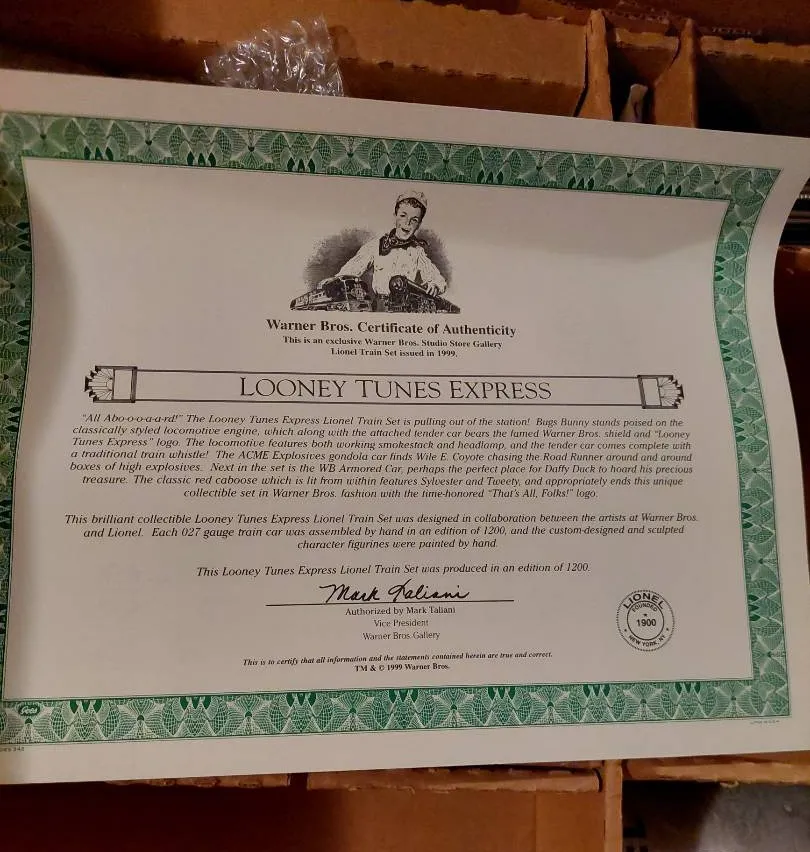 Warner Bros. Certificate of Authenticity
This is an exclusive Warner Bros. Studio Store Gallery
Lionel Train Set issued in 1999.
LOONEY TUNES EXPRESS
"All Abo-o-o-a-a-rd!" The Looney Tunes Express Lionel Train Set is pulling out of the station! Bugs Bunny stands poised on the
classically styled locomotive engine, which along with the attached tender car bears the famed Warner Bros. shield and "Looney
Tunes Express" logo. The locomotive features both working smokestack and headlamp, and the tender car comes complete with
a traditional train whistle! The ACME Explosives gondola car finds Wile E. Coyote chasing the Road Runner around and around
boxes of high explosives. Next in the set is the WB Armored Car, perhaps the perfect place for Daffy Duck to hoard his precious
treasure. The classic red caboose which is lit from within features Sylvester and Tweety, and appropriately ends this unique
collectible set in Warner Bros. fashion with the time-honored "That's All, Folks!" logo.
This brilliant collectible Looney Tunes Express Lionel Train Set was designed in collaboration between the artists at Warner Bros.
and Lionel. Each 027 gauge train car was assembled by hand in an edition of 1200, and the custom-designed and sculpted
character figurines were painted by hand.
This Looney Tunes Express Lionel Train Set was produced in an edition of 1200.
Mark Taliani
Authorized by Mark Taliani
Vice President
Warner Bros. Gallery
LIONEL
FOUNDED
1900
NEW YORK, NY
This is to certify that all information and the statements contained herein are true and correct.
TM & © 1999 Warner Bros.
Goes